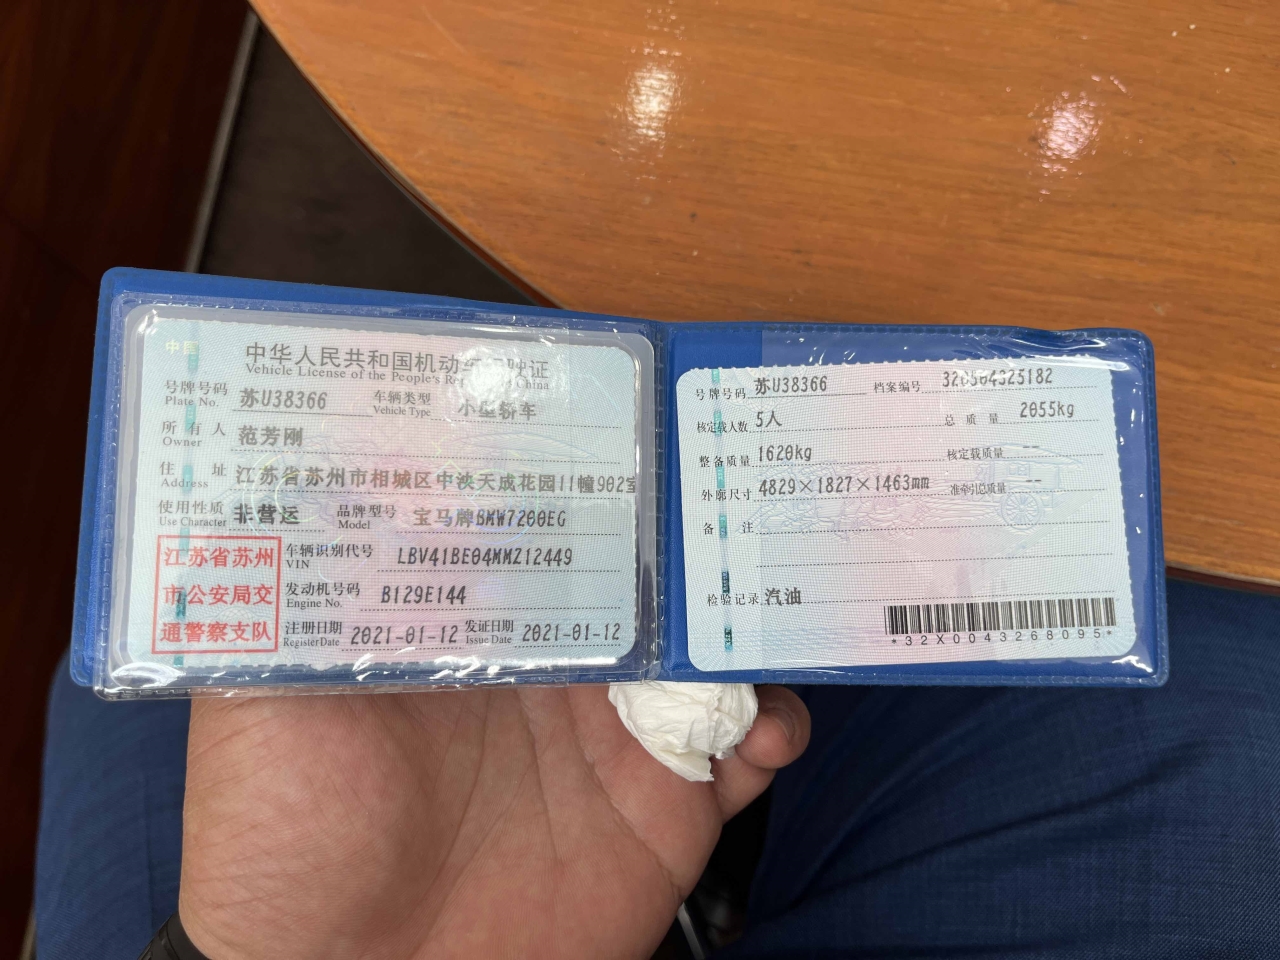 中国
中华人民共和国机动车行驶证
Vehicle License of the People's Republic of China
号牌号码 苏U38366 车辆类型 小型轿车
Plate No. Vehicle Type
所有人 范芳刚
Owner
住址 江苏省苏州市相城区中泱天成花园11幢902室
Address
使用性质 非营运 品牌型号 宝马牌BMW7200EG
Use Character Model
江苏省苏州
市公安局交
通警察支队
车辆识别代号 LBV41BE04MMZ12449
VIN
发动机号码 B129E144
Engine No.
注册日期 2021-01-12 发证日期 2021-01-12
Register Date Issue Date
号牌号码 苏U38366 档案编号 320504325182
核定载人数 5人 总质量 2055kg
整备质量 1620kg 核定载质量 --
外廓尺寸 4829×1827×1463mm 准牵引总质量 --
备注
检验记录 汽油
*32X0043268095*